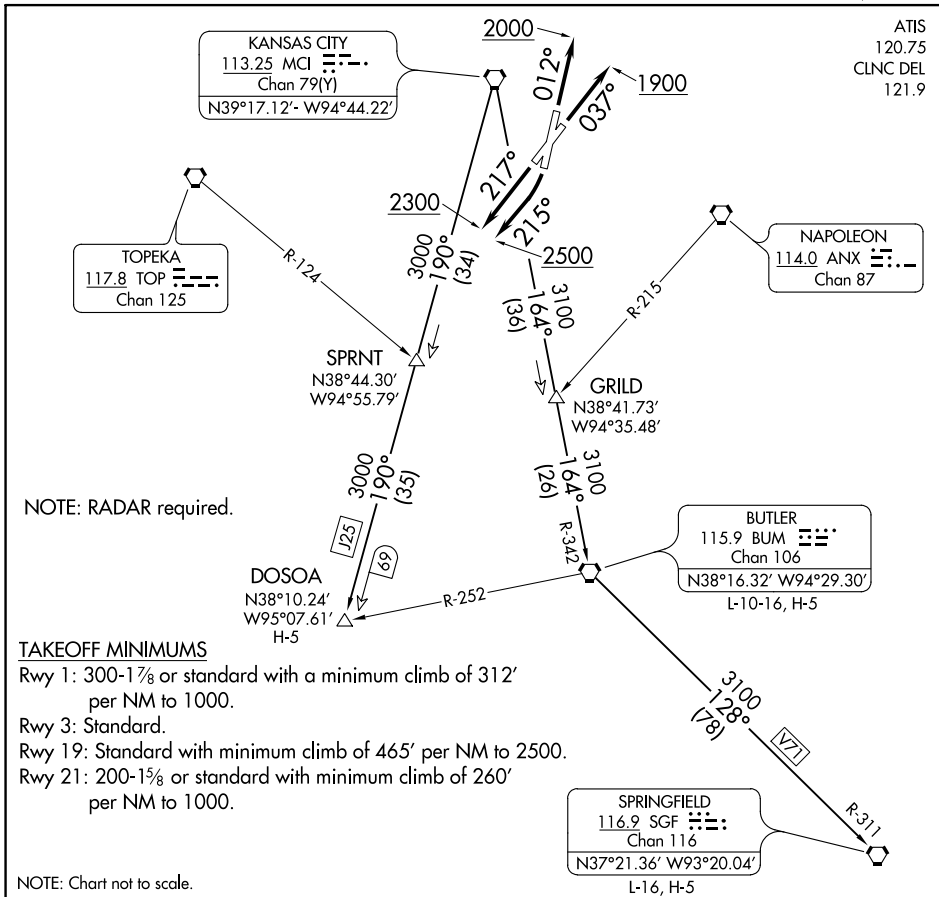 ATIS
120.75
CLNC DEL
121.9
KANSAS CITY
113.25 MCI
Chan 79(Y)
N39°17.12'- W94°44.22'
2000
012°
037°
1900
217°
2300
215°
2500
TOPEKA
117.8 TOP
Chan 125
R-124
3000
190°
(34)
NAPOLEON
114.0 ANX
Chan 87
R-215
3100
164°
(36)
SPRNT
N38°44.30'
W94°55.79'
GRILD
N38°41.73'
W94°35.48'
3000
190°
(35)
3100
164°
(26)
NOTE: RADAR required.
J25
69
R-342
BUTLER
115.9 BUM
Chan 106
N38°16.32' W94°29.30'
L-10-16, H-5
DOSOA
N38°10.24'
W95°07.61'
H-5
R-252
TAKEOFF MINIMUMS
Rwy 1: 300-1⅞ or standard with a minimum climb of 312'
per NM to 1000.
Rwy 3: Standard.
Rwy 19: Standard with minimum climb of 465' per NM to 2500.
Rwy 21: 200-1⅝ or standard with minimum climb of 260'
per NM to 1000.
3100
128°
(78)
V71
R-311
SPRINGFIELD
116.9 SGF
Chan 116
N37°21.36' W93°20.04'
L-16, H-5
NOTE: Chart not to scale.